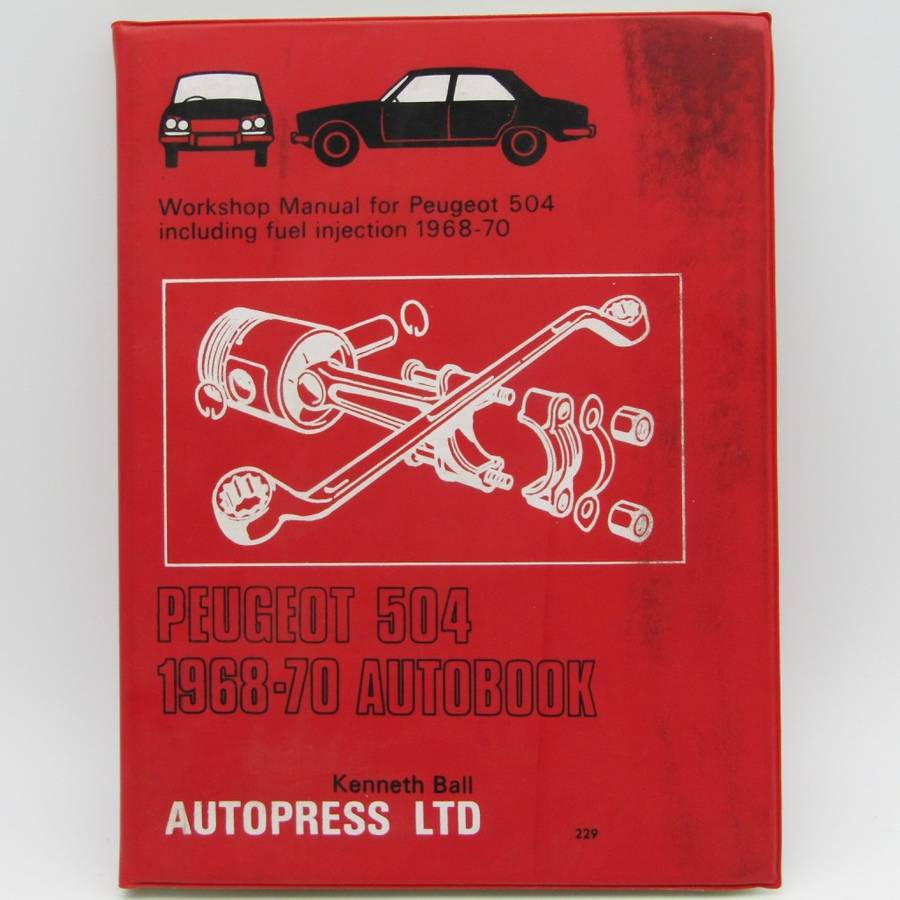 Workshop Manual for Peugeot 504
including fuel injection 1968-70
PEUGEOT 504
1968-70 AUTOBOOK
Kenneth Ball
AUTOPRESS LTD
229